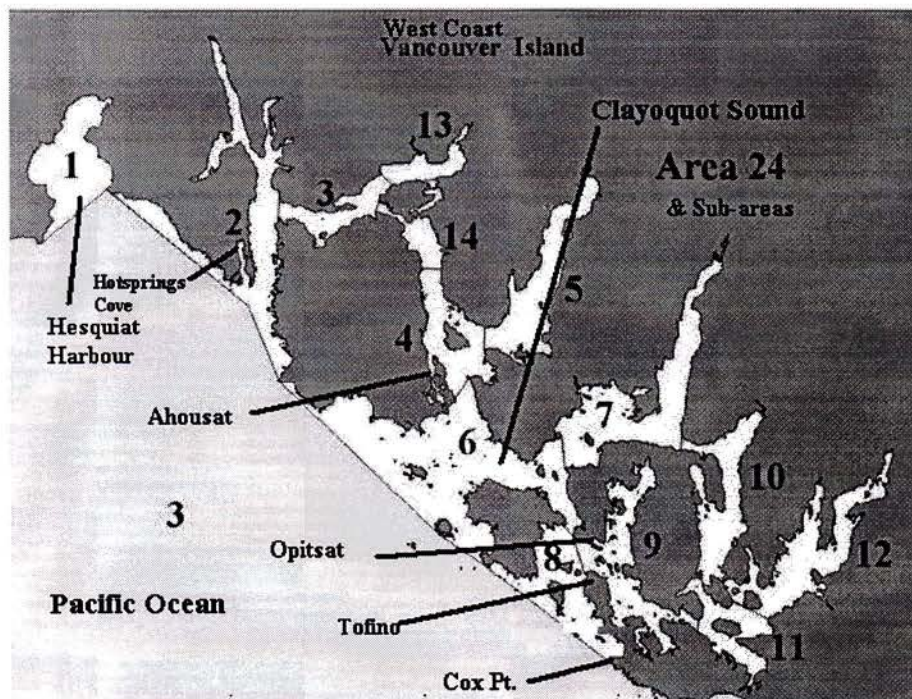 West Coast
Vancouver Island
Clayoquot Sound
13
1
3
Area 24
& Sub-areas
2
14
Hotsprings
Cove
5
Hesquiat
Harbour
4
Ahousat
7
6
10
3
Opitsat
8
9
12
Pacific Ocean
Tofino
11
Cox Pt.